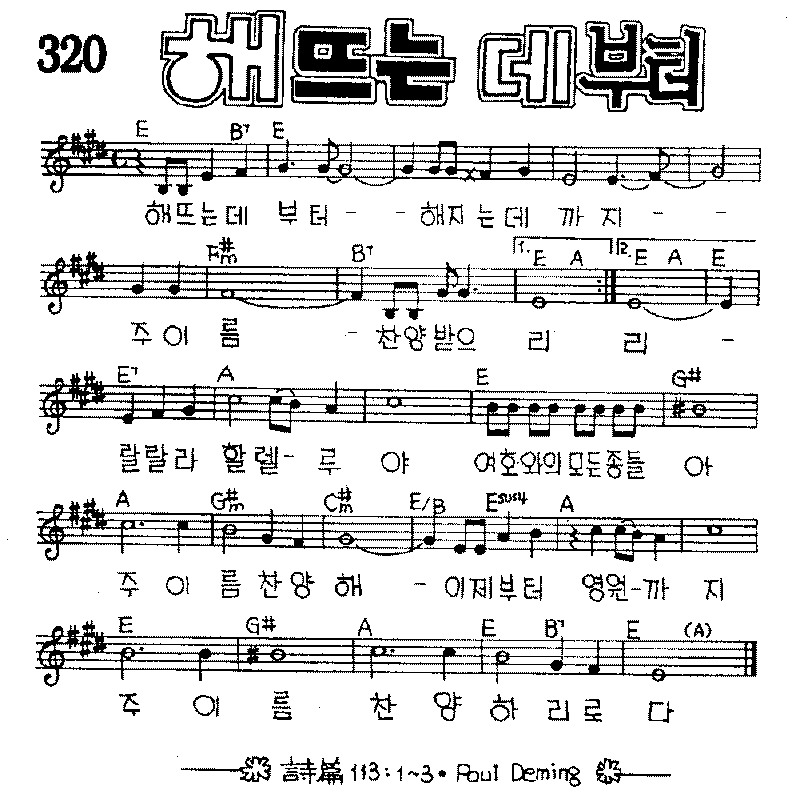 320 해뜨는 데부터
E B7 E
해뜨는데 부터 - - 해지는데 까 지 - -
F#m B7 1. E A 2. E A E
주이 름 - 찬양받으 리 리 -
E7 A E G#
랄랄라 할렐- 루 야 여호와의모든종들 아
A G#m C#m E/B Esus4 A
주 이 름찬양 해 - 이제부터 영원-까 지
E G# A E B7 E (A)
주 이 름 찬 양 하 리로 다
詩篇 113:1~3• Paul Deming